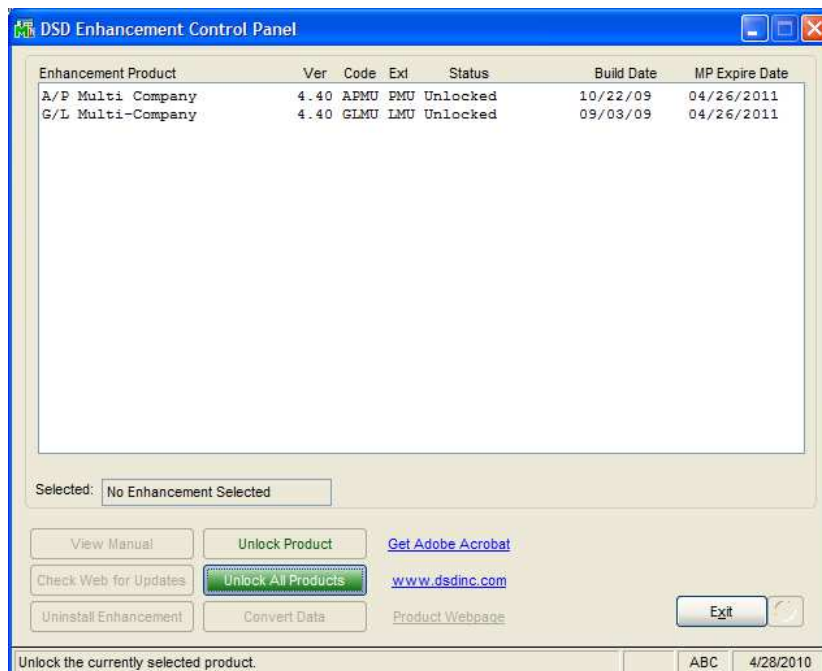 DSD Enhancement Control Panel
Enhancement Product Ver Code Ext Status Build Date MP Expire Date
A/P Multi Company 4.40 APMU PMU Unlocked 10/22/09 04/26/2011
G/L Multi-Company 4.40 GLMU LMU Unlocked 09/03/09 04/26/2011
Selected: No Enhancement Selected
View Manual Unlock Product Get Adobe Acrobat
Check Web for Updates Unlock All Products www.dsdinc.com
Uninstall Enhancement Convert Data Product Webpage Exit
Unlock the currently selected product. ABC 4/28/2010